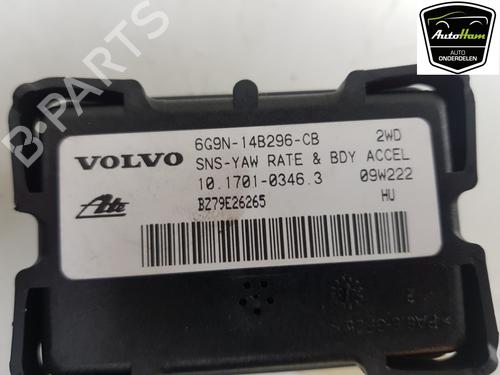 AutoHam
AUTO
ONDERDELEN
B-PARTS
6G9N-14B296-CB 2WD
VOLVO
SNS-YAW RATE & BDY ACCEL
10.1701-0346.3 09W222
Ate
BZ79E26265 HU
2